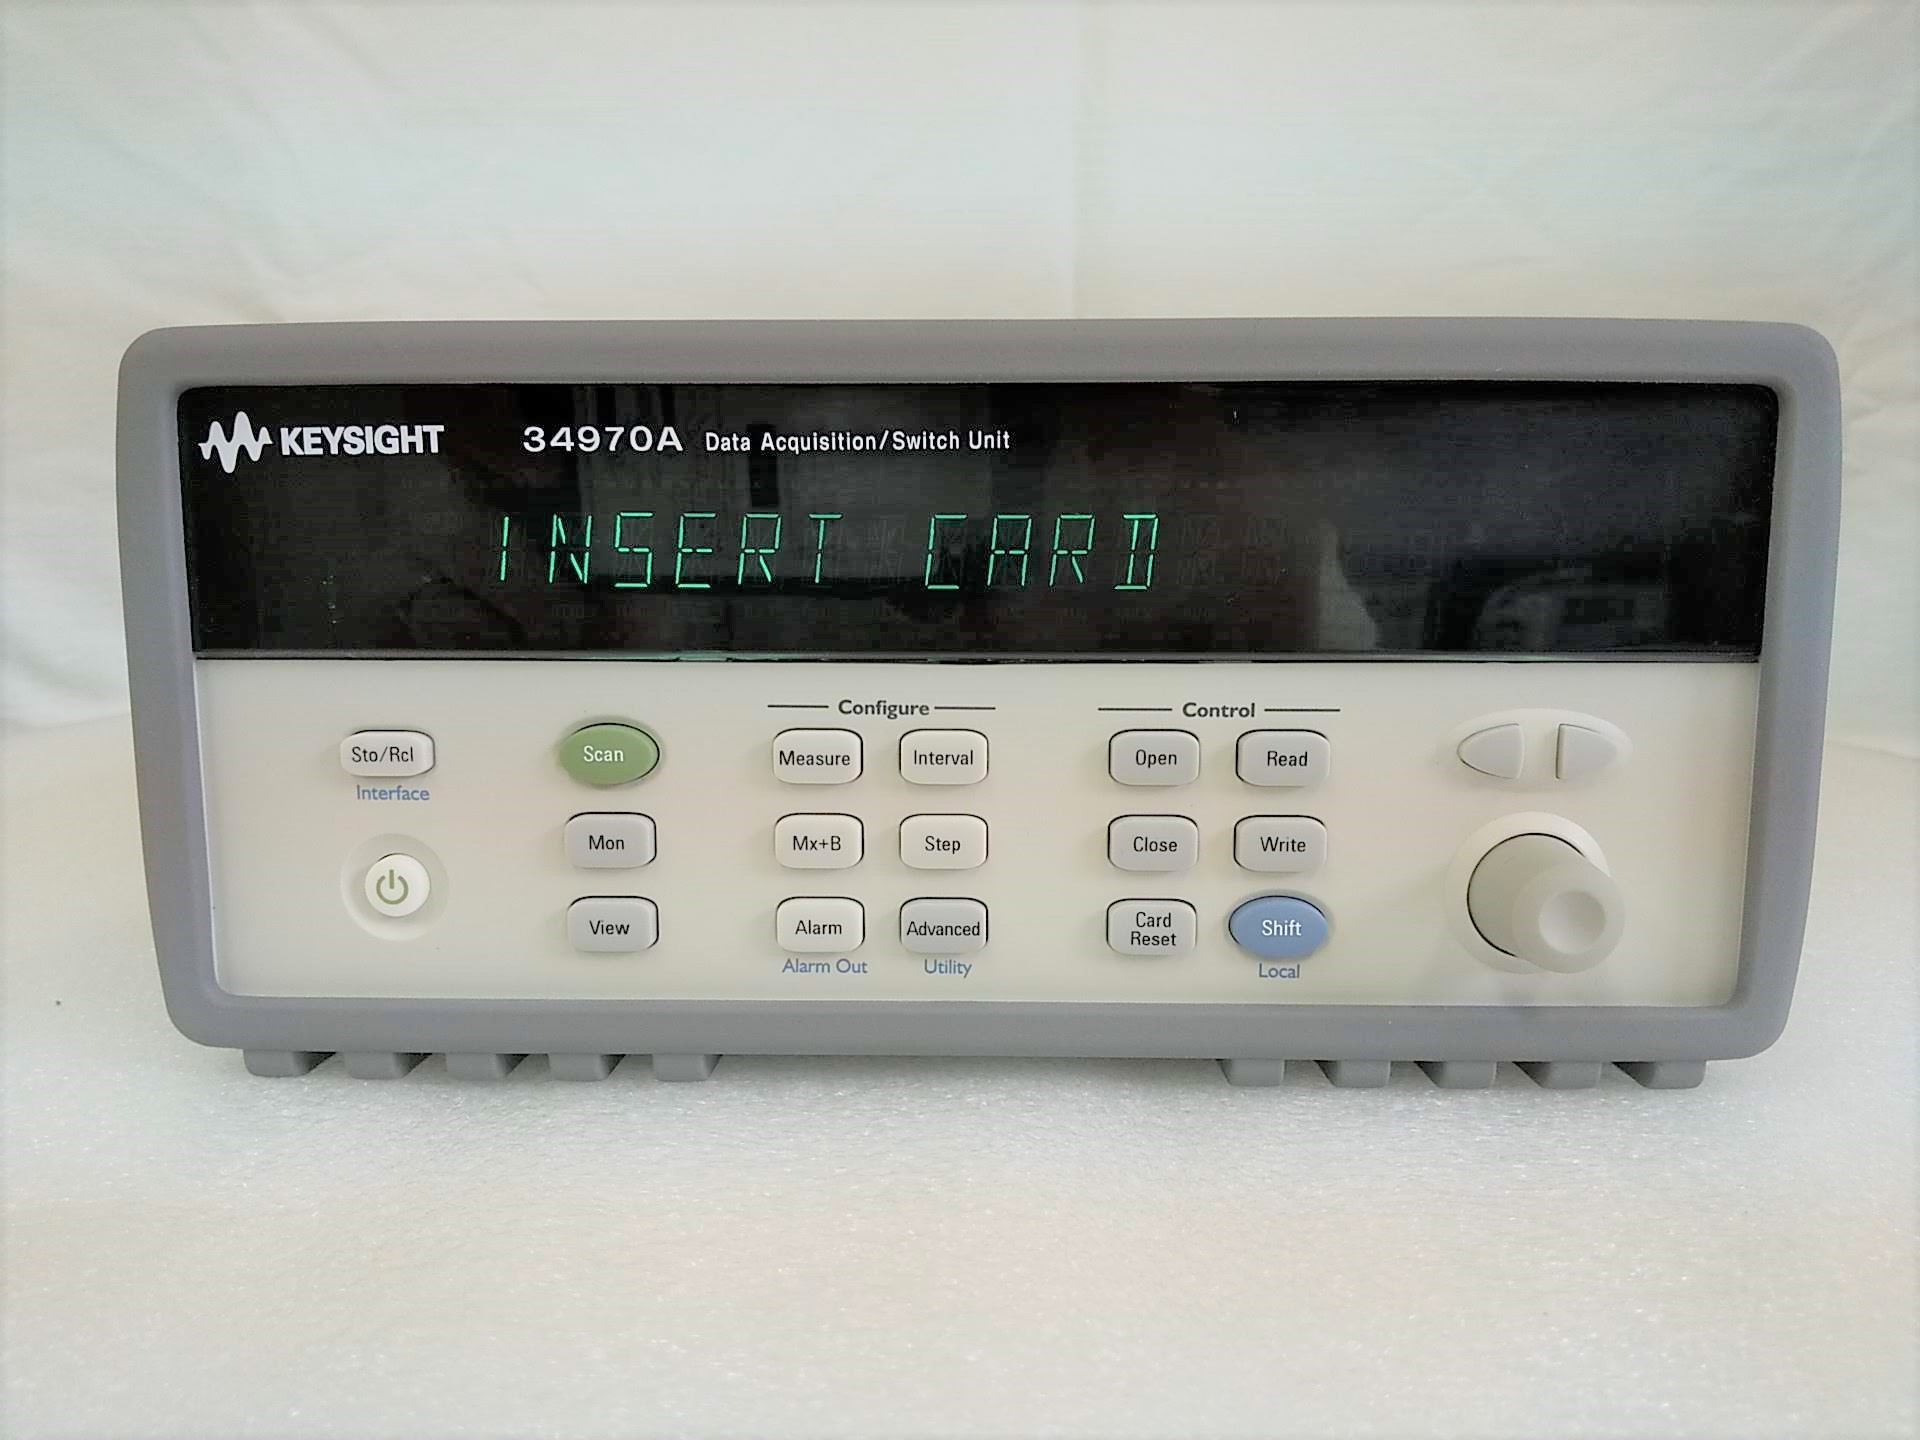 KEYSIGHT 34970A Data Acquisition/Switch Unit
INSERT CARD
Configure Control
Sto/Rcl Scan Measure Interval Open Read
Interface
Mon Mx+B Step Close Write
View Alarm Advanced Card Reset Shift
Alarm Out Utility Local